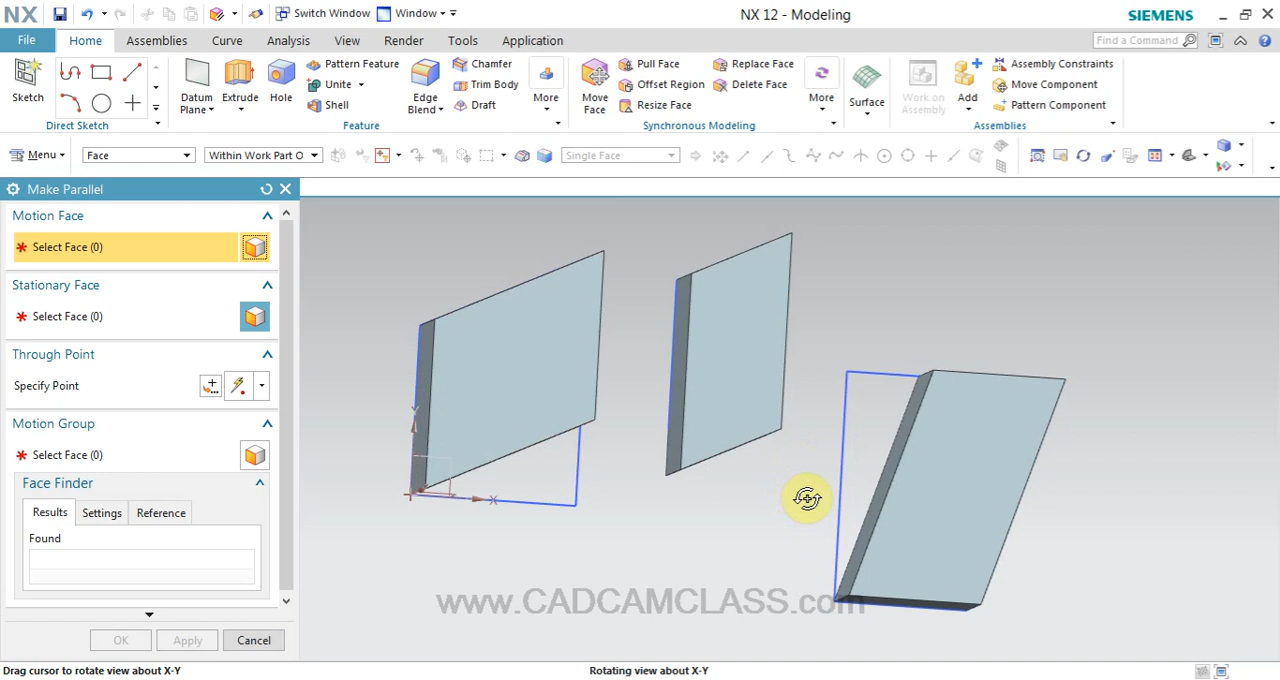 NX
Switch Window
Window
NX 12 - Modeling
SIEMENS
File
Home
Assemblies
Curve
Analysis
View
Render
Tools
Application
Find a Command
Sketch
Direct Sketch
Datum Plane
Extrude
Hole
Pattern Feature
Unite
Shell
Edge Blend
Chamfer
Trim Body
Draft
More
Feature
Move Face
Pull Face
Offset Region
Resize Face
Replace Face
Delete Face
More
Synchronous Modeling
Surface
Work on Assembly
Add
Assembly Constraints
Move Component
Pattern Component
Assemblies
Menu
Face
Within Work Part O
Single Face
Make Parallel
Motion Face
* Select Face (0)
Stationary Face
* Select Face (0)
Through Point
Specify Point
Motion Group
* Select Face (0)
Face Finder
Results
Settings
Reference
Found
OK
Apply
Cancel
Y
X
www.CADCAMCLASS.com
Drag cursor to rotate view about X-Y
Rotating view about X-Y